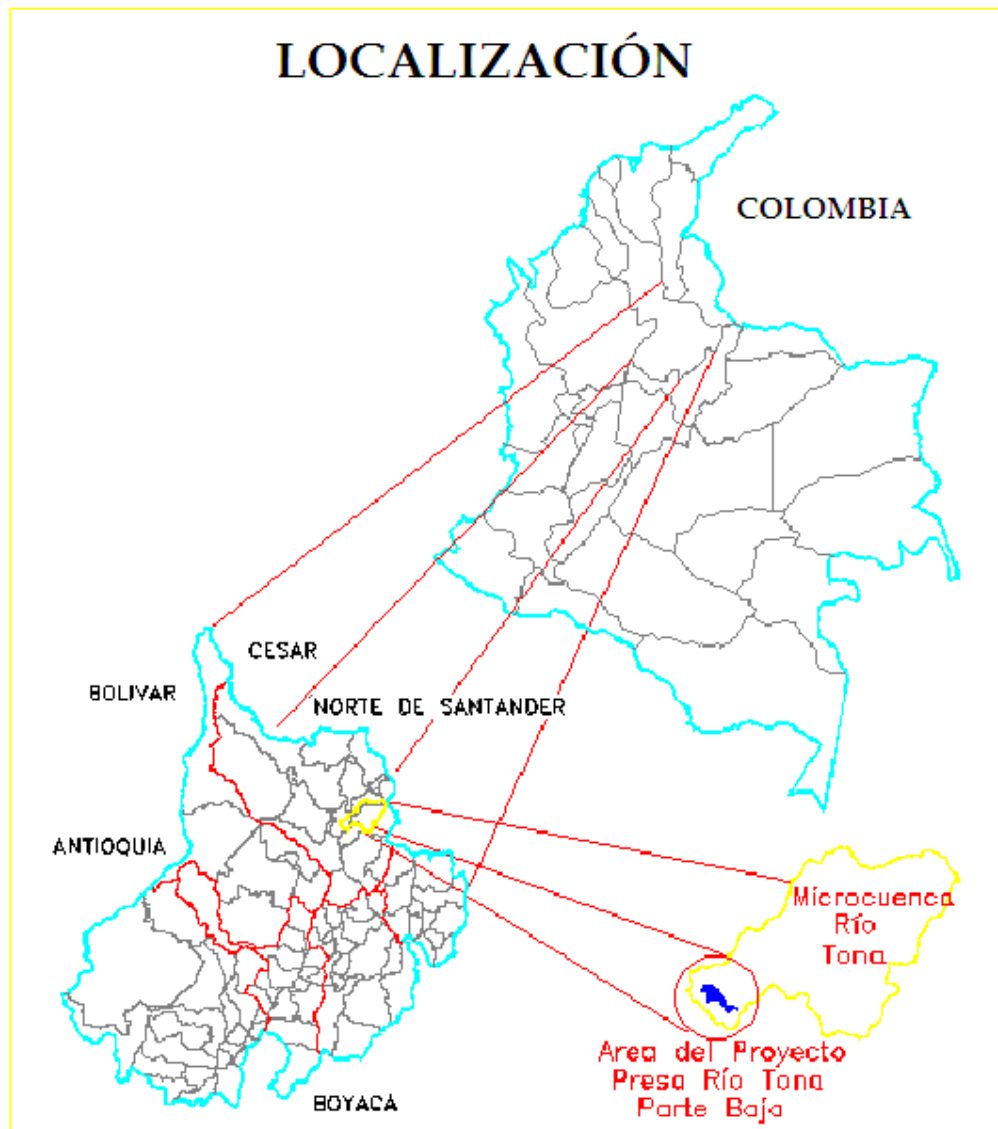 LOCALIZACIÓN
COLOMBIA
CESAR
BOLIVAR
NORTE DE SANTANDER
ANTIOQUIA
Microcuenca
Río
Tona
Area del Proyecto
Presa Río Tona
Parte Baja
BOYACÁ